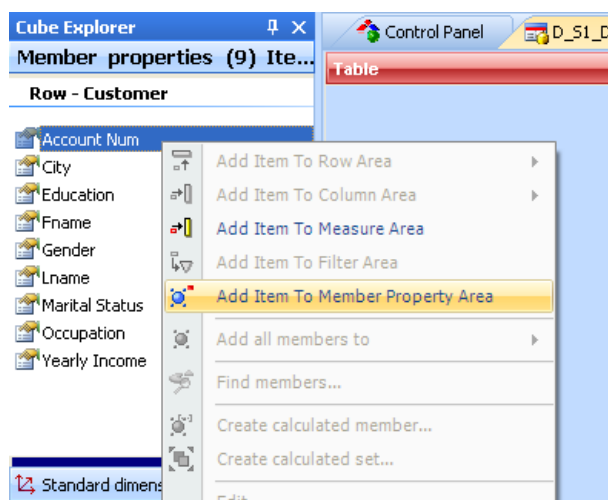 Cube Explorer
Control Panel
D_S1_D
Member properties (9) Ite...
Table
Row - Customer
Account Num
City
Education
Fname
Gender
Lname
Marital Status
Occupation
Yearly Income
Add Item To Row Area
Add Item To Column Area
Add Item To Measure Area
Add Item To Filter Area
Add Item To Member Property Area
Add all members to
Find members...
Create calculated member...
Create calculated set...
Edit
Standard dimens